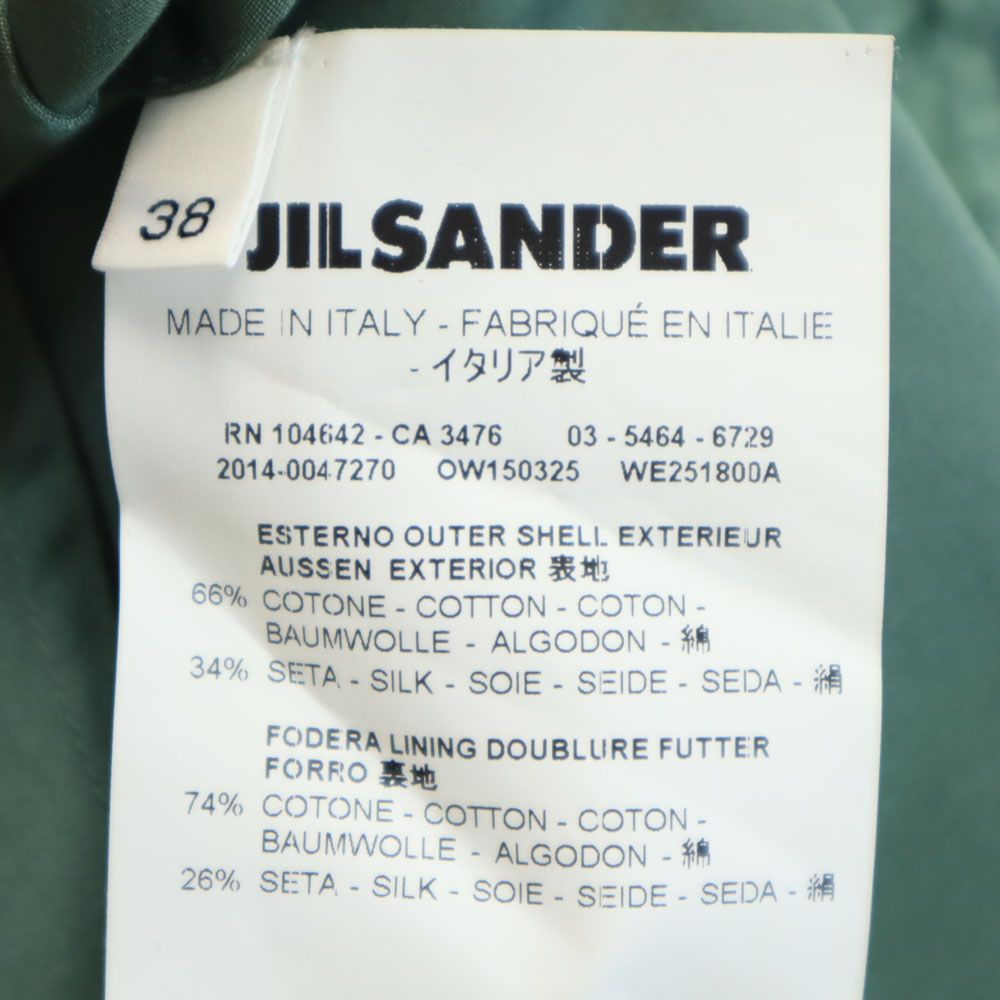 38
JIL SANDER
MADE IN ITALY - FABRIQUÉ EN ITALIE
- イタリア製
RN 104642 - CA 3476 03 - 5464 - 6729
2014-0047270 OW150325 WE251800A
ESTERNO OUTER SHELL EXTERIEUR
AUSSEN EXTERIOR 表地
66% COTONE - COTTON - COTON -
BAUMWOLLE - ALGODON - 綿
34% SETA - SILK - SOIE - SEIDE - SEDA - 絹
FODERA LINING DOUBLURE FUTTER
FORRO 裏地
74% COTONE - COTTON - COTON -
BAUMWOLLE - ALGODON - 綿
26% SETA - SILK - SOIE - SEIDE - SEDA - 絹